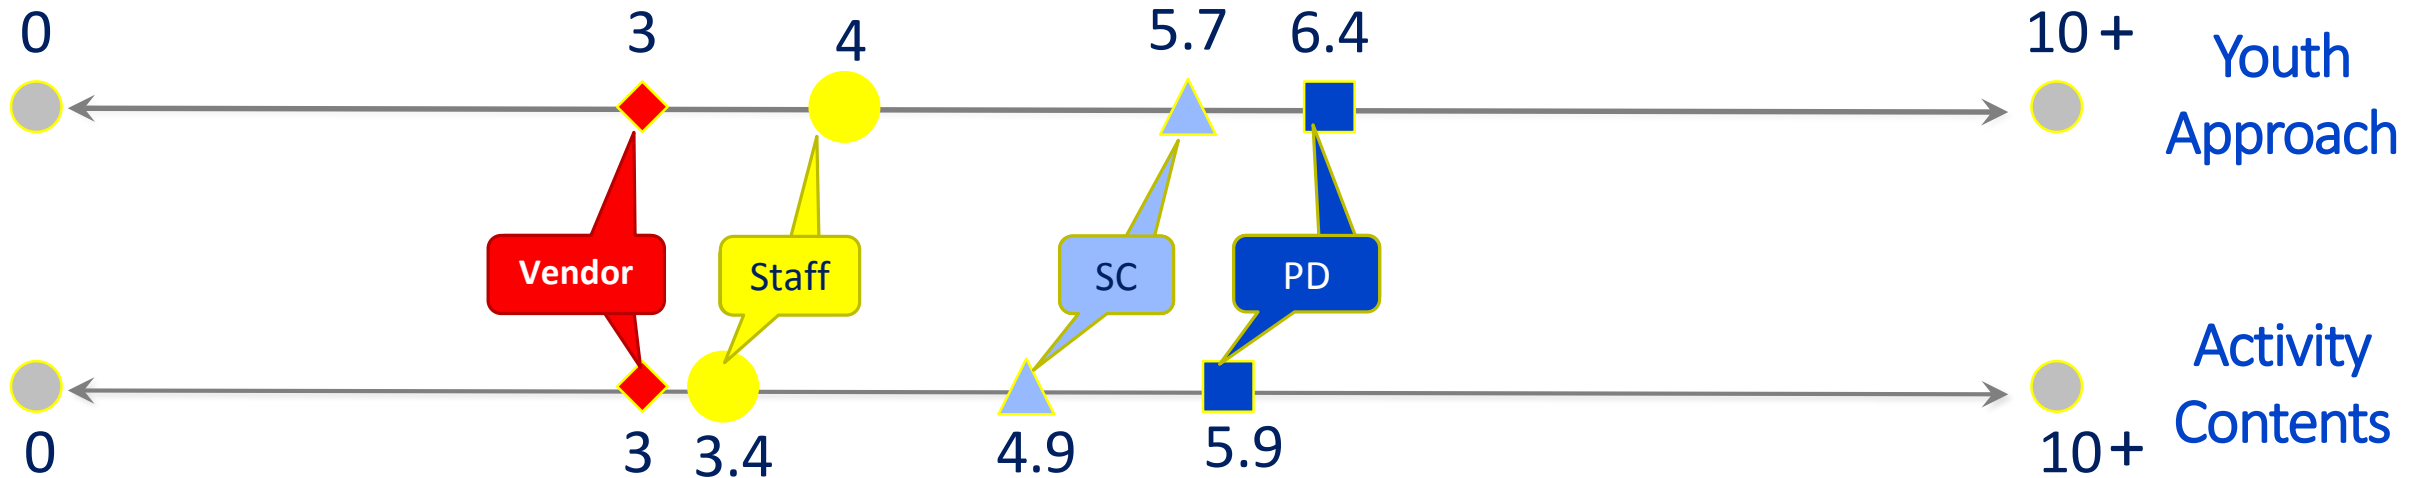 0 3 4 5.7 6.4 10+
Youth
Approach
Vendor Staff SC PD
Activity
Contents
0 3 3.4 4.9 5.9 10+